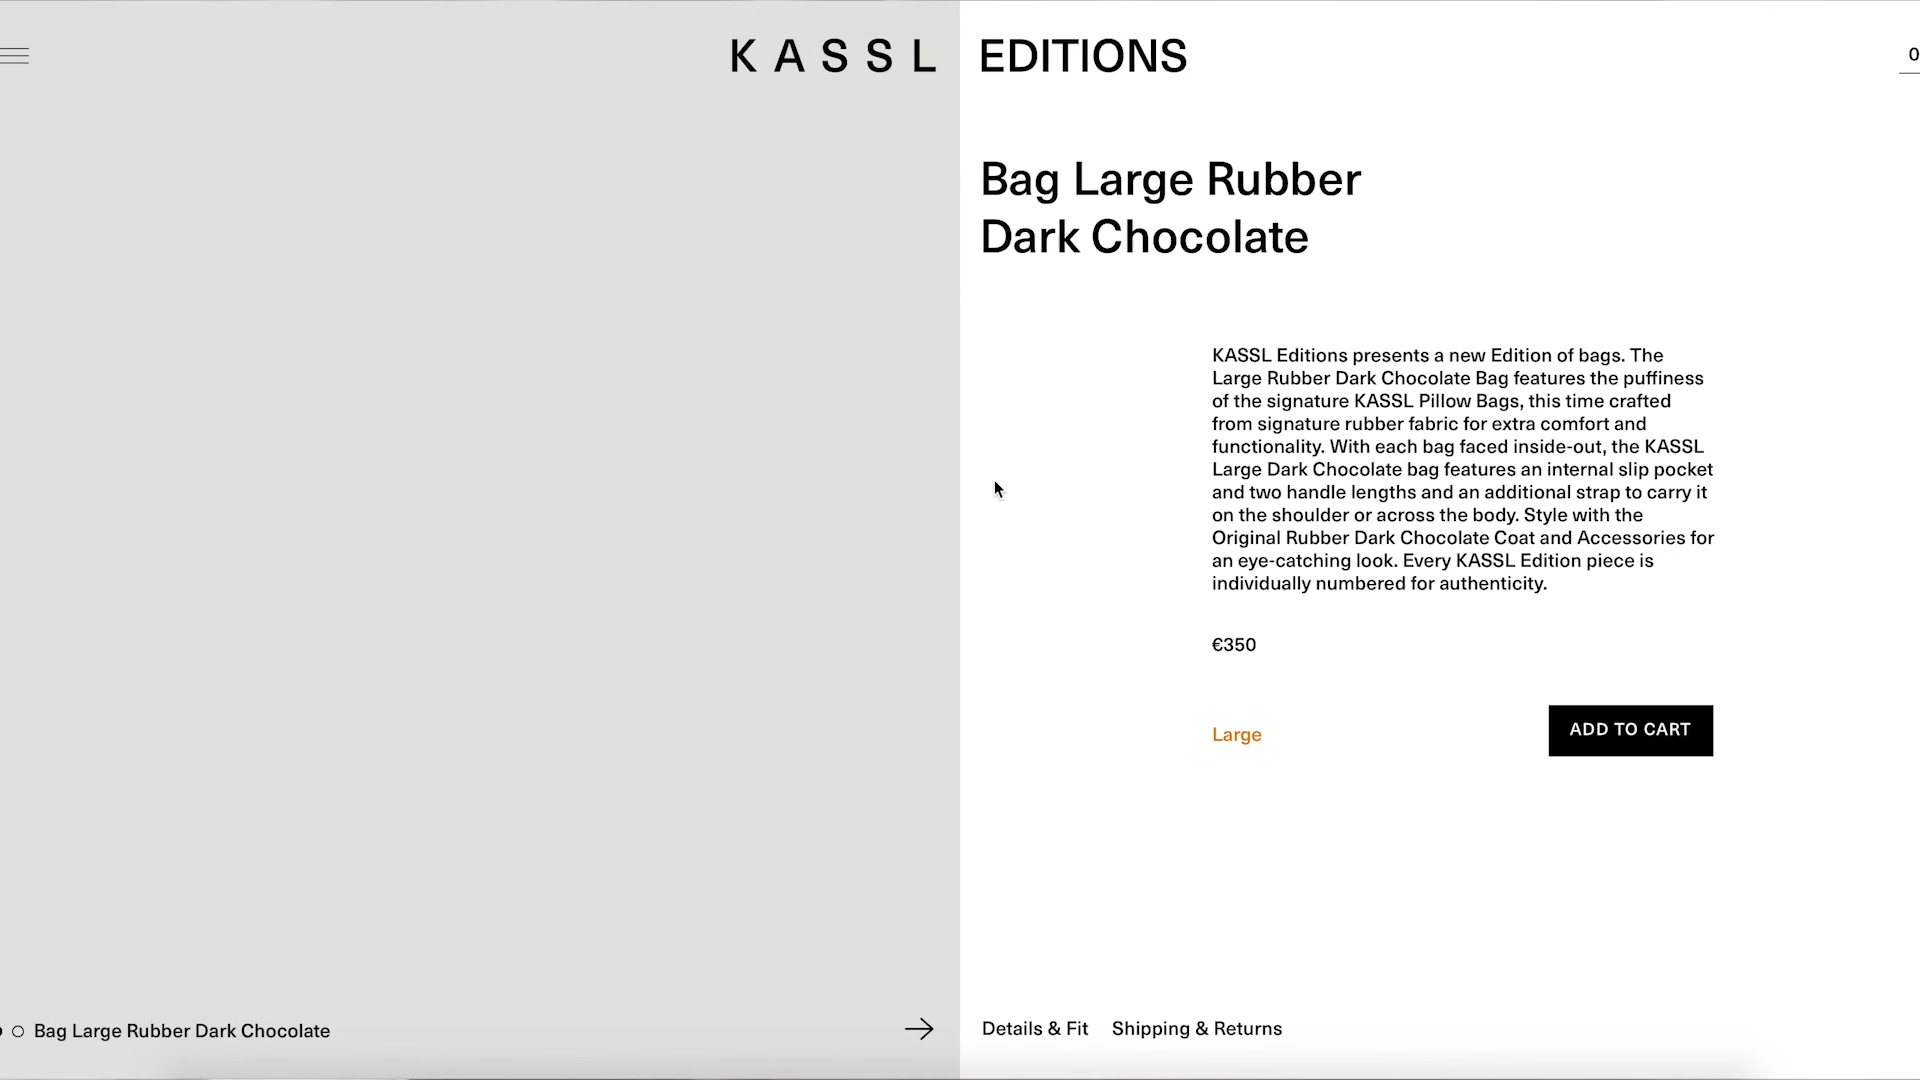 KASSL EDITIONS
0
Bag Large Rubber
Dark Chocolate
KASSL Editions presents a new Edition of bags. The
Large Rubber Dark Chocolate Bag features the puffiness
of the signature KASSL Pillow Bags, this time crafted
from signature rubber fabric for extra comfort and
functionality. With each bag faced inside-out, the KASSL
Large Dark Chocolate bag features an internal slip pocket
and two handle lengths and an additional strap to carry it
on the shoulder or across the body. Style with the
Original Rubber Dark Chocolate Coat and Accessories for
an eye-catching look. Every KASSL Edition piece is
individually numbered for authenticity.
€350
Large
ADD TO CART
Bag Large Rubber Dark Chocolate
Details & Fit
Shipping & Returns